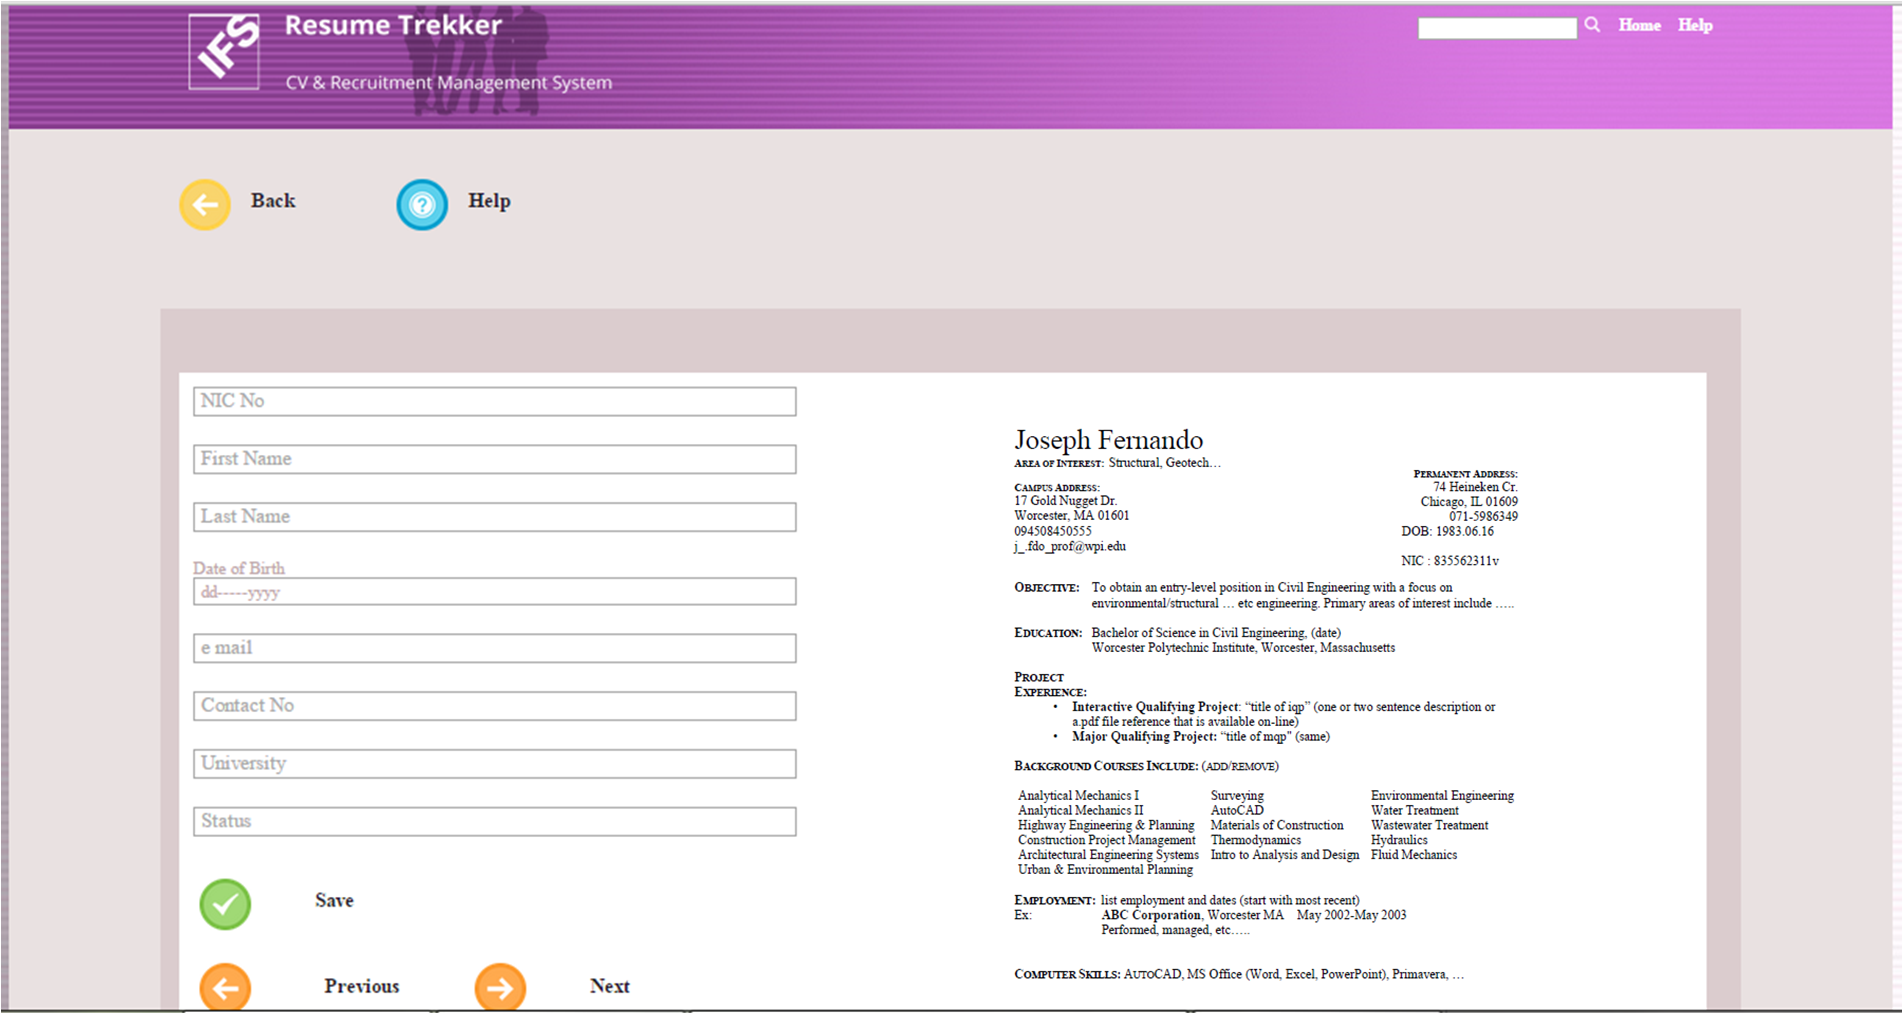 IFS
Resume Trekker
CV & Recruitment Management System
Home Help
Back
Help
NIC No
First Name
Last Name
Date of Birth
dd-----yyyy
e mail
Contact No
University
Status
Save
Previous
Next
Joseph Fernando
AREA OF INTEREST: Structural, Geotech…
CAMPUS ADDRESS:
17 Gold Nugget Dr.
Worcester, MA 01601
094508450555
j_.fdo_prof@wpi.edu
PERMANENT ADDRESS:
74 Heineken Cr.
Chicago, IL 01609
071-5986349
DOB: 1983.06.16
NIC : 835562311v
OBJECTIVE: To obtain an entry-level position in Civil Engineering with a focus on
environmental/structural … etc engineering. Primary areas of interest include …..
EDUCATION: Bachelor of Science in Civil Engineering, (date)
Worcester Polytechnic Institute, Worcester, Massachusetts
PROJECT
EXPERIENCE:
• Interactive Qualifying Project: “title of iqp” (one or two sentence description or
a.pdf file reference that is available on-line)
• Major Qualifying Project: “title of mqp” (same)
BACKGROUND COURSES INCLUDE: (ADD/REMOVE)
Analytical Mechanics I Surveying Environmental Engineering
Analytical Mechanics II AutoCAD Water Treatment
Highway Engineering & Planning Materials of Construction Wastewater Treatment
Construction Project Management Thermodynamics Hydraulics
Architectural Engineering Systems Intro to Analysis and Design Fluid Mechanics
Urban & Environmental Planning
EMPLOYMENT: list employment and dates (start with most recent)
Ex: ABC Corporation, Worcester MA May 2002-May 2003
Performed, managed, etc…..
COMPUTER SKILLS: AUTOCAD, MS Office (Word, Excel, PowerPoint), Primavera, …